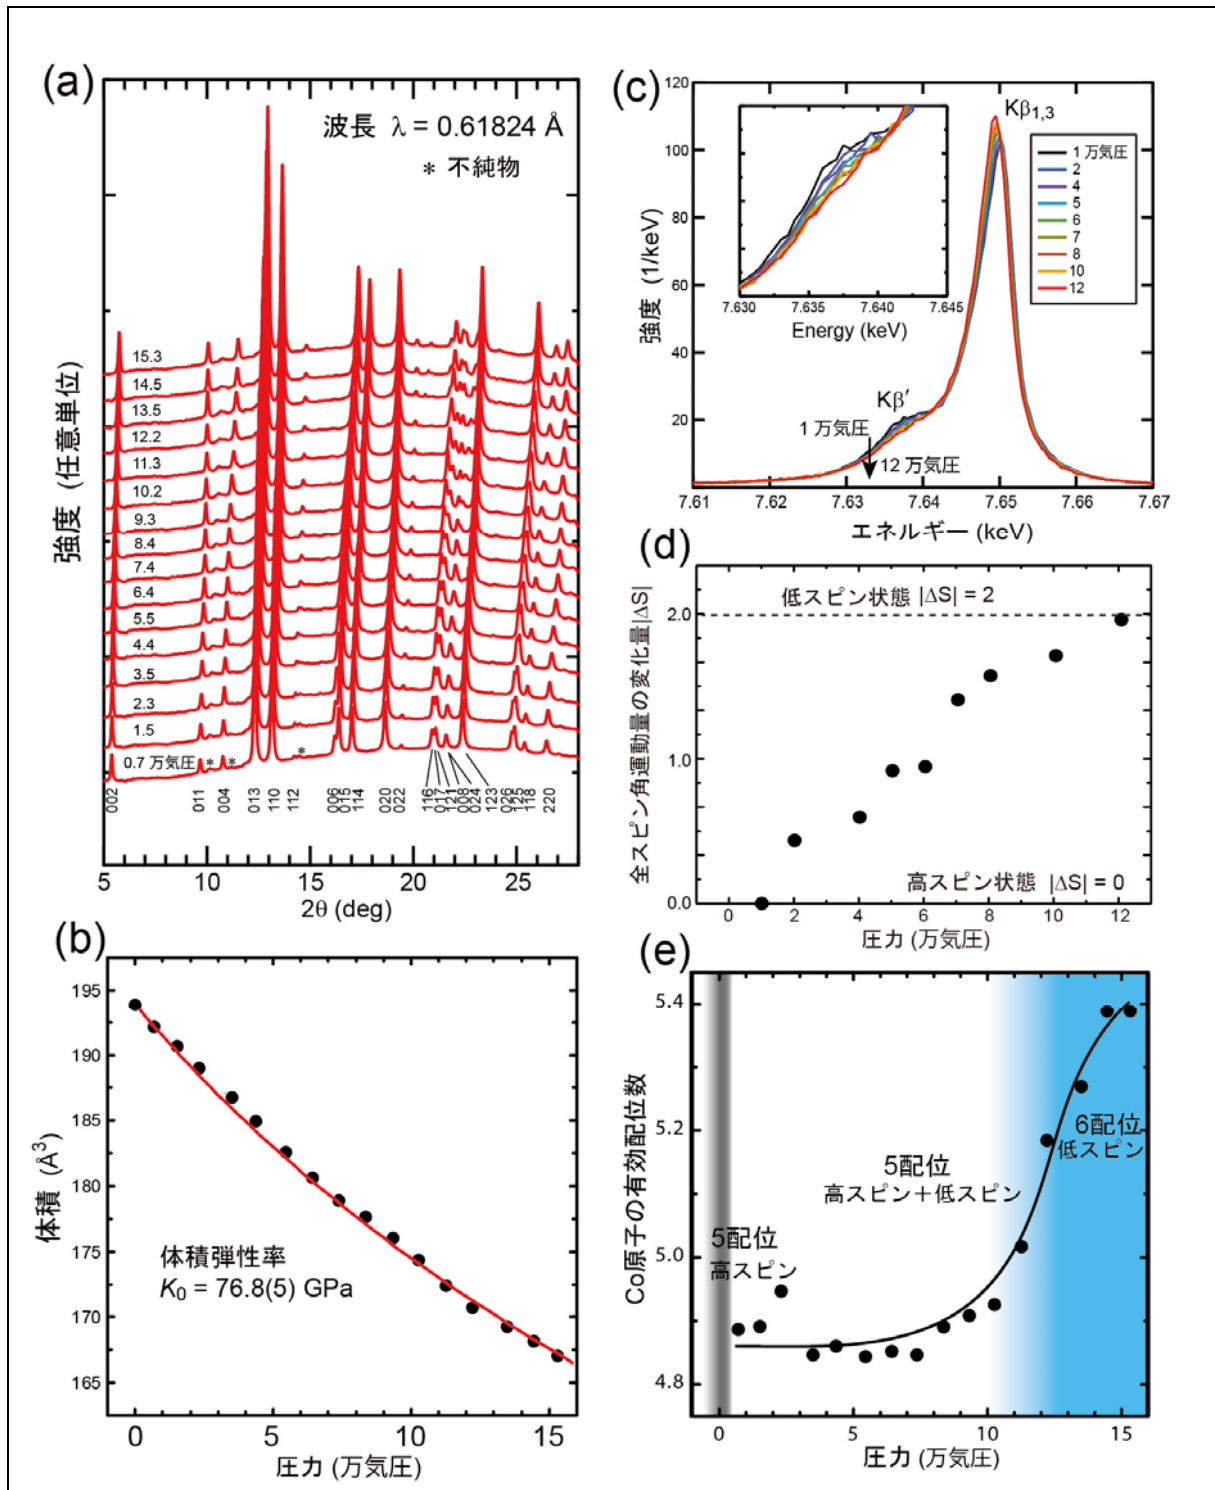 (a)
波長 λ = 0.61824 Å
* 不純物
強度 (任意単位)
15.3
14.5
13.5
12.2
11.3
10.2
9.3
8.4
7.4
6.4
5.5
4.4
3.5
2.3
1.5
0.7 万気圧
* *
*
002 011 004 013 110 112 006 015 114 020 022 116 017 121 008 024 123 026 125 118 220
5 10 15 20 25
2θ (deg)
(b)
体積 (Å³)
195
190
185
180
175
170
165
体積弾性率
K₀ = 76.8(5) GPa
0 5 10 15
圧力 (万気圧)
(c)
強度 (1/keV)
120
100
80
60
40
20
Kβ₁,₃
1 万気圧
2
4
5
6
7
8
10
12
7.630 7.635 7.640 7.645
Energy (keV)
Kβ′
1 万気圧
12 万気圧
7.61 7.62 7.63 7.64 7.65 7.66 7.67
エネルギー (keV)
(d)
全スピン角運動量の変化量|ΔS|
2.0
1.0
0.0
低スピン状態 |ΔS| = 2
高スピン状態 |ΔS| = 0
0 2 4 6 8 10 12
圧力 (万気圧)
(e)
Co原子の有効配位数
5.4
5.2
5.0
4.8
5配位
高スピン
5配位
高スピン＋低スピン
6配位
低スピン
0 5 10 15
圧力 (万気圧)